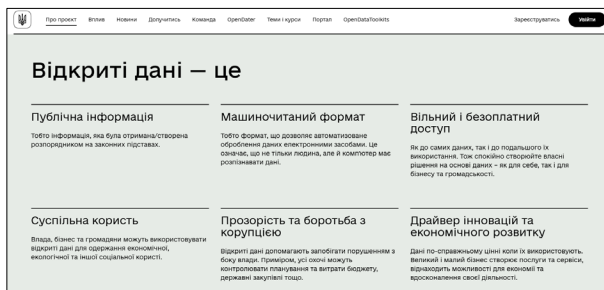 Про проєкт Вплив Новини Долучитись Команда OpenDater Теми і курси Портал OpenDataToolkits Зареєструватись Увійти
Відкриті дані — це
Публічна інформація
Тобто інформація, яка була отримана/створена
розпорядником на законних підставах.
Машиночитаний формат
Тобто формат, що дозволяє автоматизоване
оброблення даних електронними засобами. Це
означає, що не тільки людина, але й комп'ютер має
розпізнавати дані.
Вільний і безоплатний
доступ
Як до самих даних, так і до подальшого їх
використання. Тож спокійно створюйте власні
рішення на основі даних – як для себе, так і для
бізнесу та громадськості.
Суспільна користь
Влада, бізнес та громадяни можуть використовувати
відкриті дані для одержання економічної,
екологічної та іншої соціальної користі.
Прозорість та боротьба з
корупцією
Відкриті дані допомагають запобігати порушенням з
боку влади. Приміром, усі охочі можуть
контролювати планування та витрати бюджету,
державні закупівлі тощо.
Драйвер інновацій та
економічного розвитку
Дані по-справжньому цінні коли їх використовують.
Великий і малий бізнес створює послуги та сервіси,
віднаходить можливості для економії та
вдосконалення своєї діяльності.